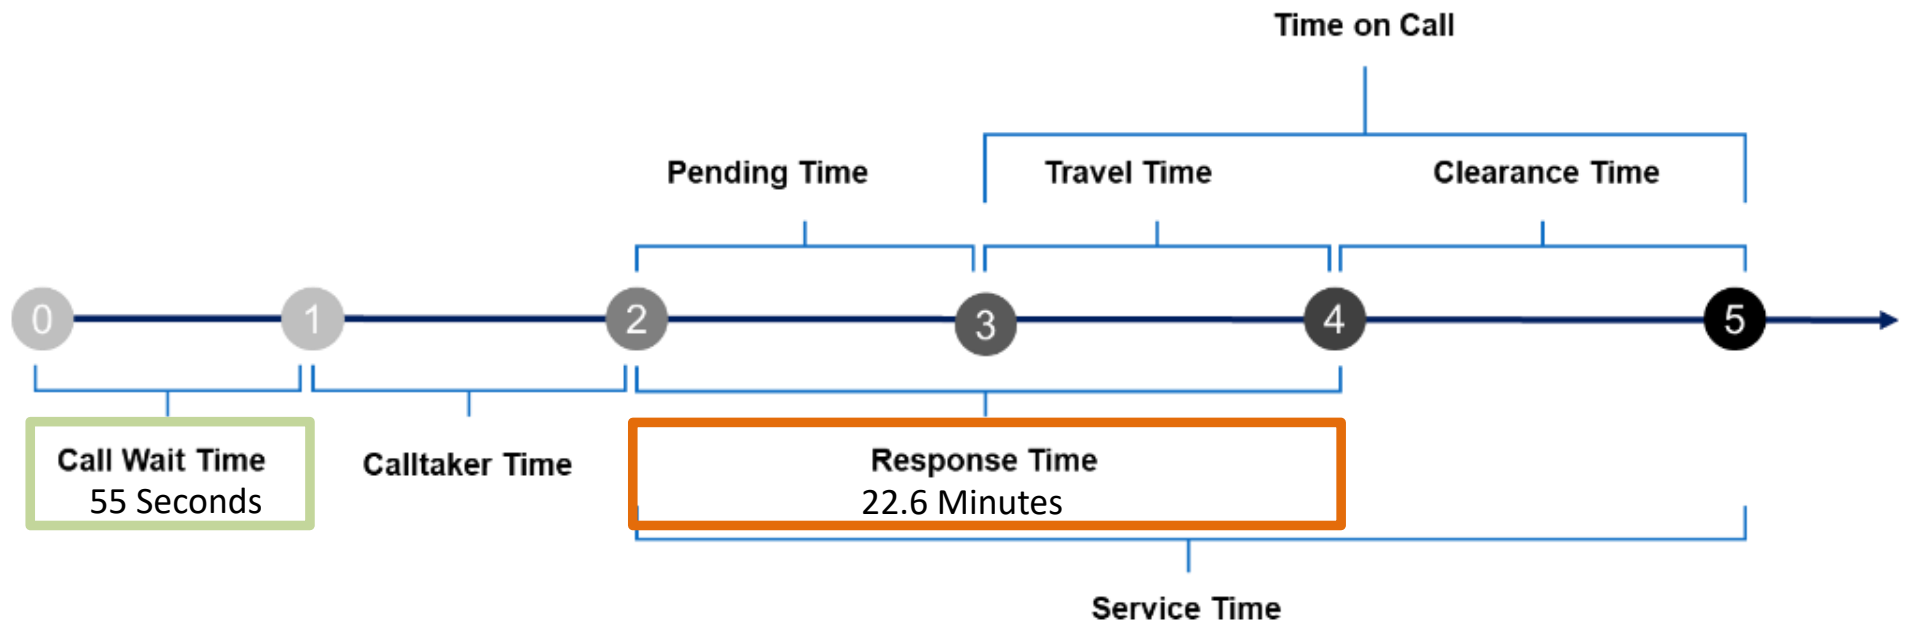 Time on Call
Pending Time
Travel Time
Clearance Time
0
1
2
3
4
5
Call Wait Time
55 Seconds
Calltaker Time
Response Time
22.6 Minutes
Service Time